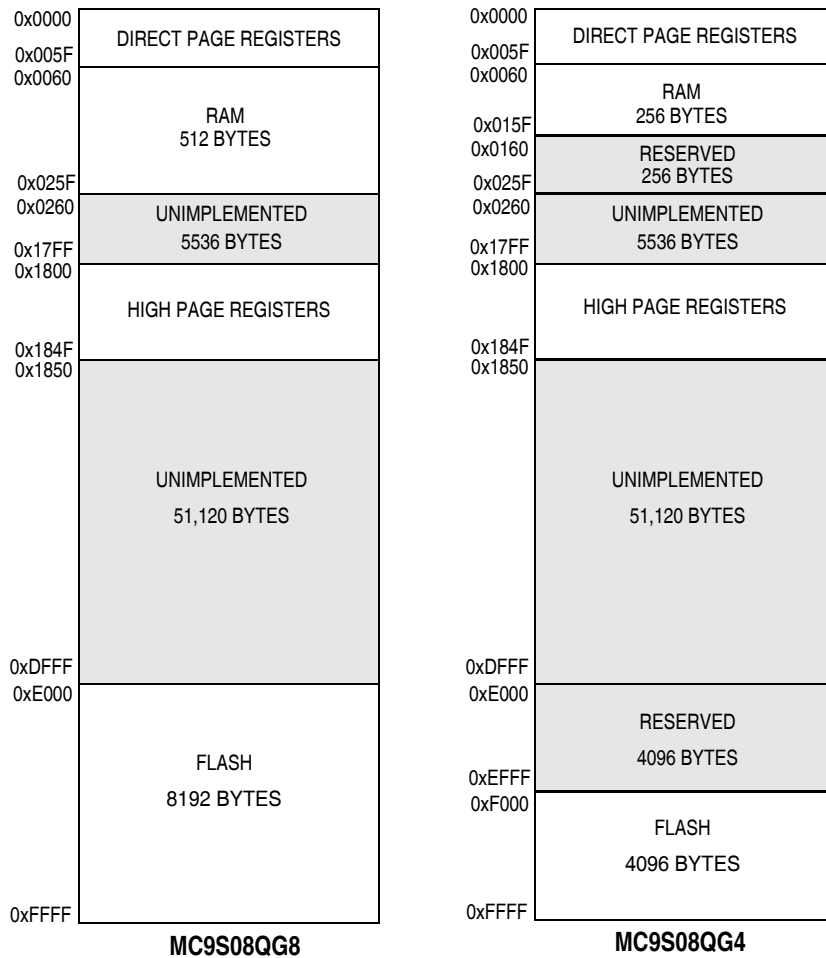 0x0000
DIRECT PAGE REGISTERS
0x005F
0x0060
RAM
512 BYTES
0x025F
0x0260
UNIMPLEMENTED
5536 BYTES
0x17FF
0x1800
HIGH PAGE REGISTERS
0x184F
0x1850
UNIMPLEMENTED
51,120 BYTES
0xDFFF
0xE000
FLASH
8192 BYTES
0xFFFF
MC9S08QG8
0x0000
DIRECT PAGE REGISTERS
0x005F
0x0060
RAM
256 BYTES
0x015F
0x0160
RESERVED
256 BYTES
0x025F
0x0260
UNIMPLEMENTED
5536 BYTES
0x17FF
0x1800
HIGH PAGE REGISTERS
0x184F
0x1850
UNIMPLEMENTED
51,120 BYTES
0xDFFF
0xE000
RESERVED
4096 BYTES
0xEFFF
0xF000
FLASH
4096 BYTES
0xFFFF
MC9S08QG4